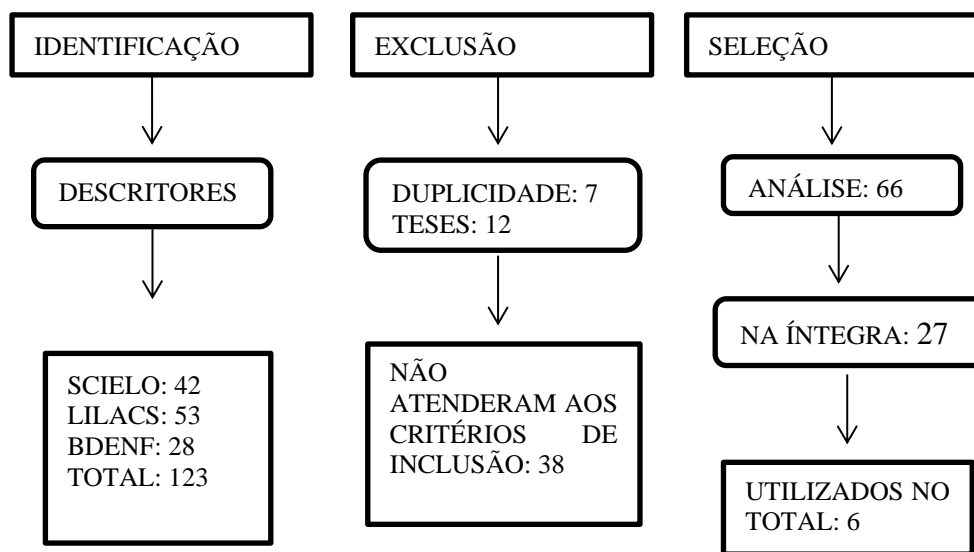 IDENTIFICAÇÃO
DESCRITORES
SCIELO: 42
LILACS: 53
BDENF: 28
TOTAL: 123
EXCLUSÃO
DUPLICIDADE: 7
TESES: 12
NÃO
ATENDERAM AOS
CRITÉRIOS DE
INCLUSÃO: 38
SELEÇÃO
ANÁLISE: 66
NA ÍNTEGRA: 27
UTILIZADOS NO
TOTAL: 6